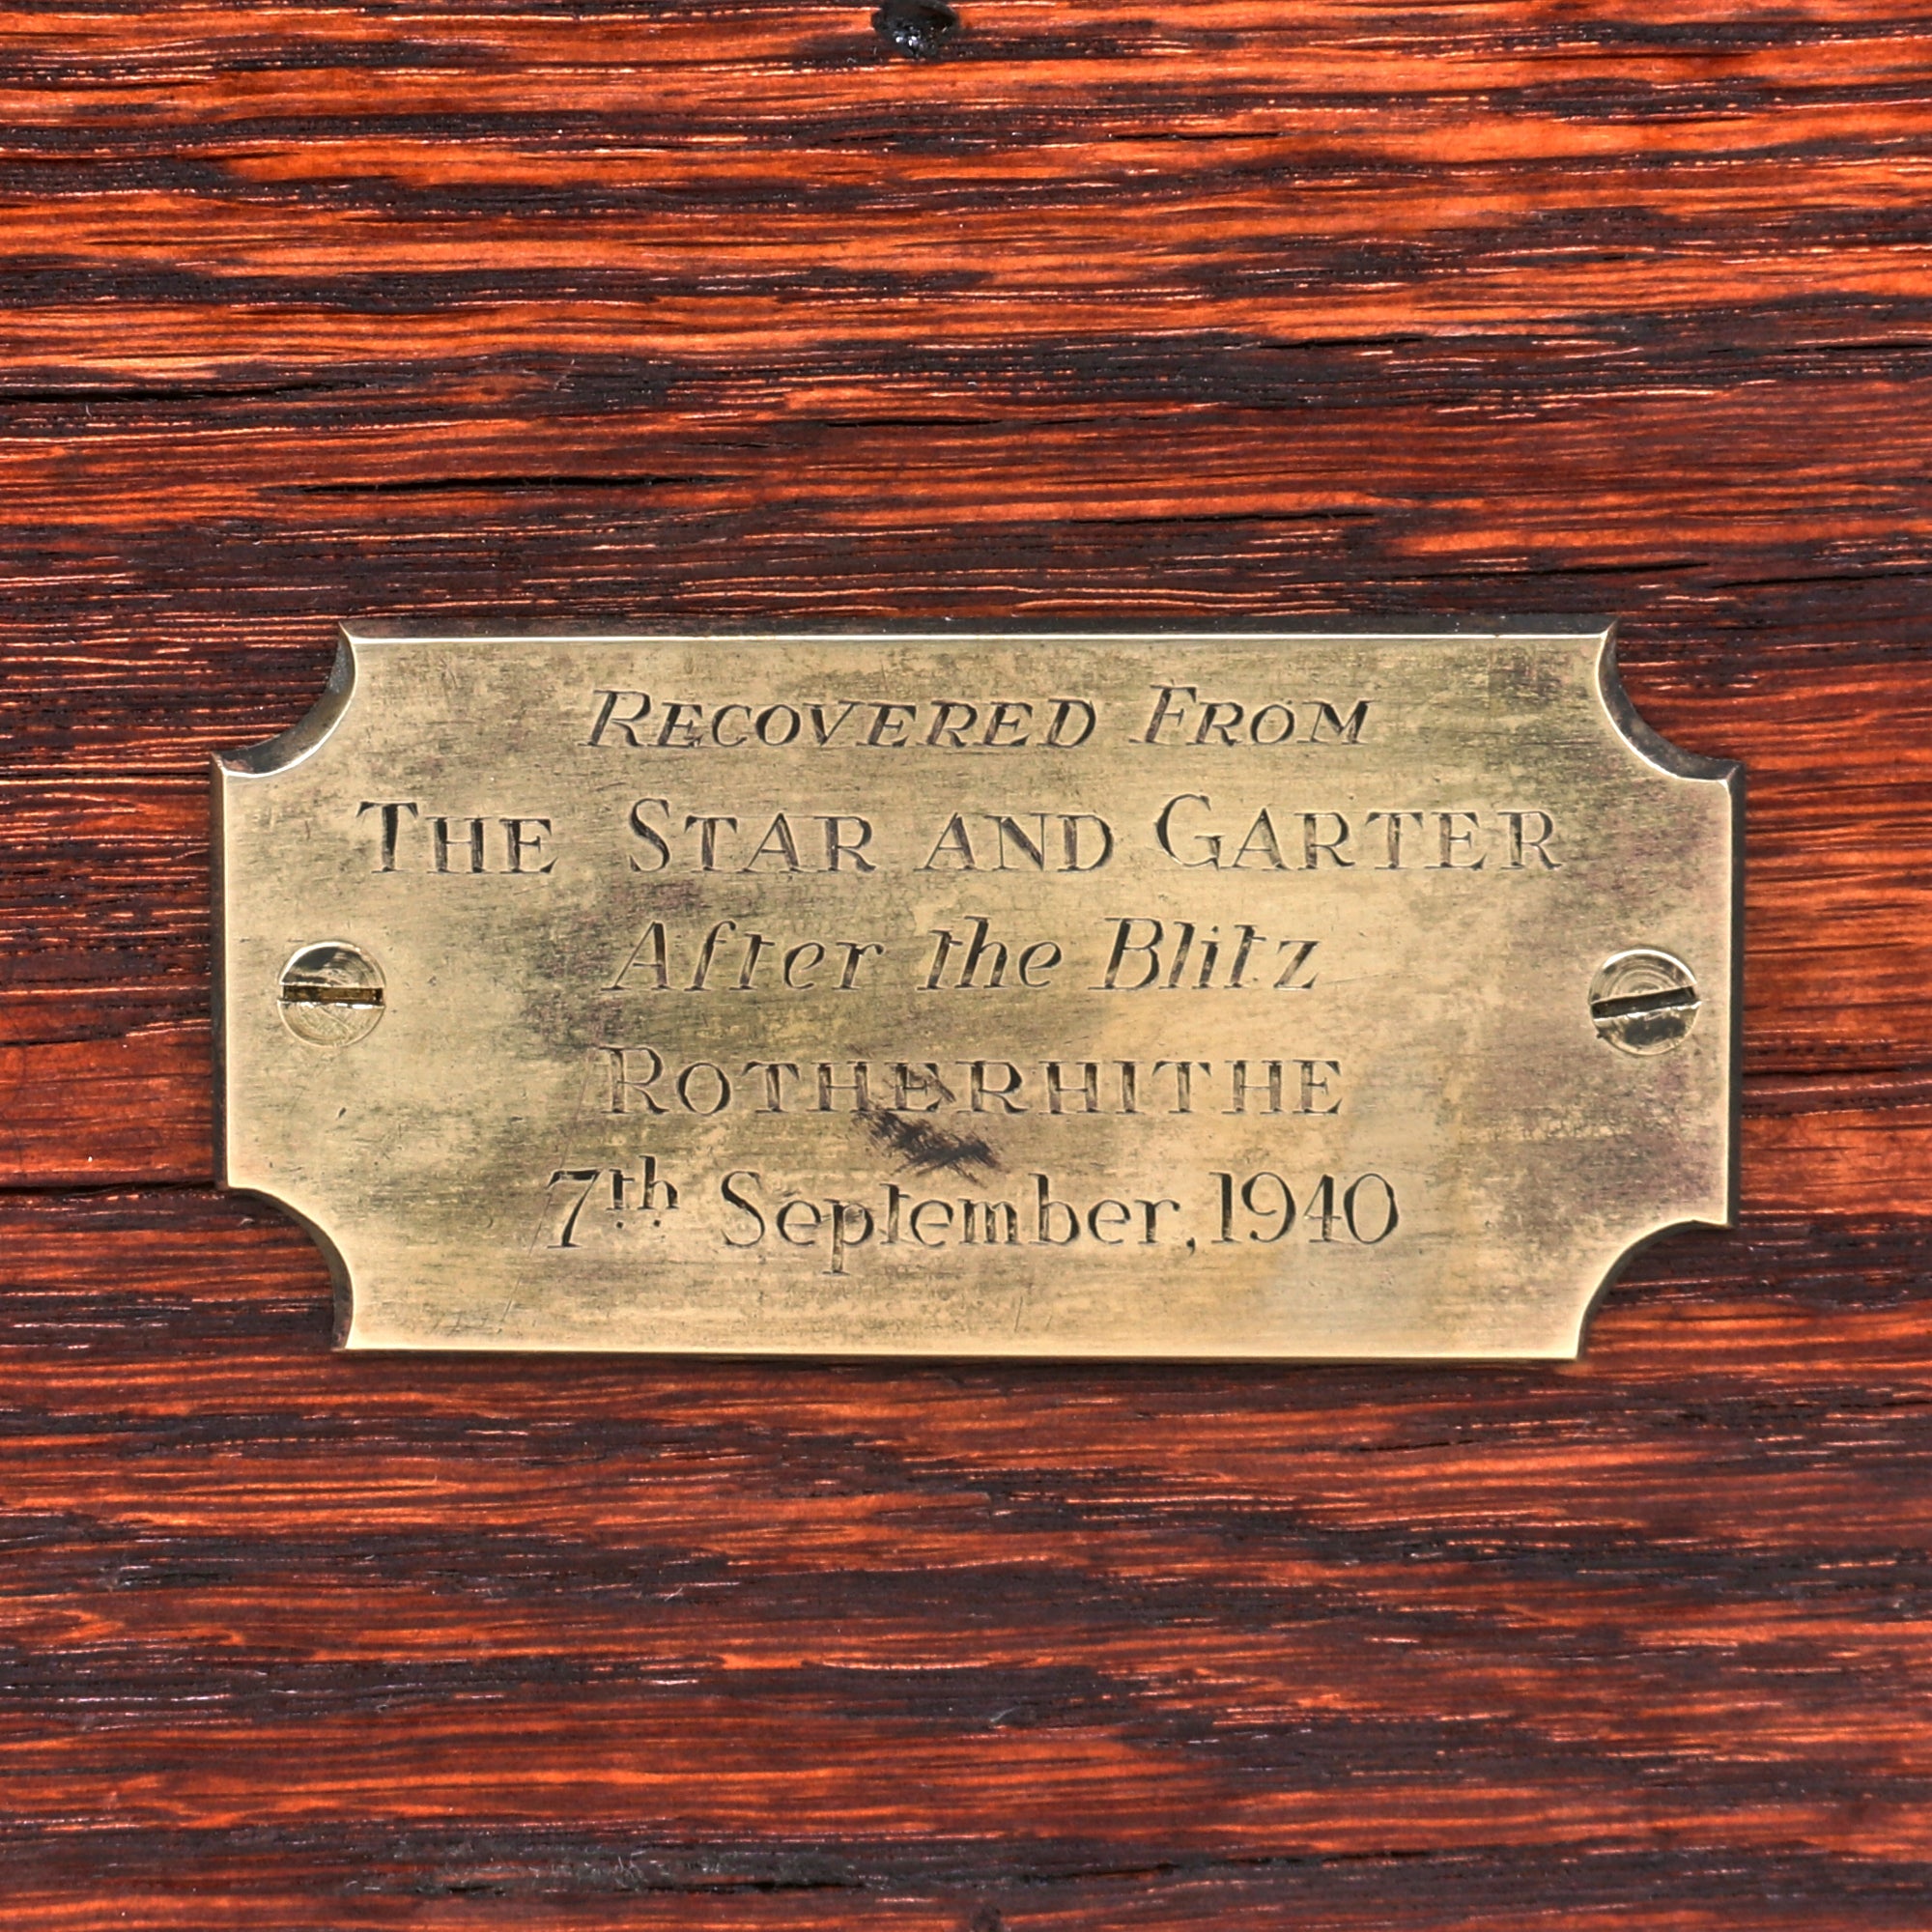 RECOVERED FROM
THE STAR AND GARTER
After the Blitz
ROTHERHITHE
7th September, 1940